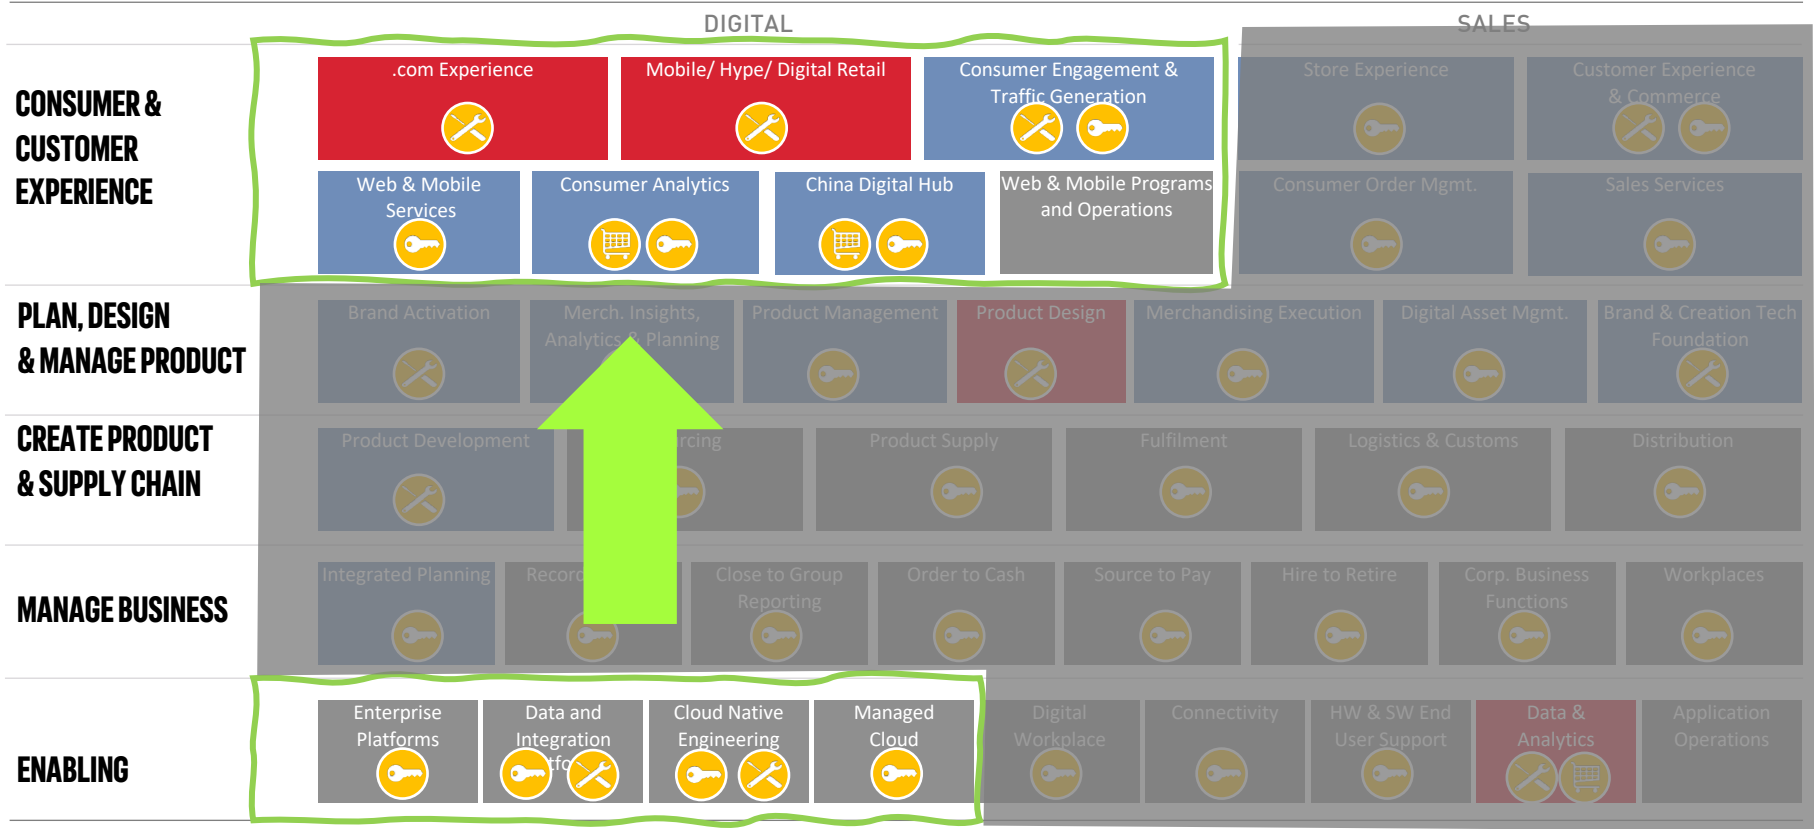 DIGITAL
SALES
CONSUMER &
CUSTOMER
EXPERIENCE
.com Experience
Mobile/ Hype/ Digital Retail
Consumer Engagement &
Traffic Generation
Store Experience
Customer Experience
& Commerce
Web & Mobile
Services
Consumer Analytics
China Digital Hub
Web & Mobile Programs
and Operations
Consumer Order Mgmt.
Sales Services
PLAN, DESIGN
& MANAGE PRODUCT
Brand Activation
Merch. Insights,
Analytics & Planning
Product Management
Product Design
Merchandising Execution
Digital Asset Mgmt.
Brand & Creation Tech
Foundation
CREATE PRODUCT
& SUPPLY CHAIN
Product Development
Product Supply
Fulfilment
Logistics & Customs
Distribution
MANAGE BUSINESS
Integrated Planning
Close to Group
Reporting
Order to Cash
Source to Pay
Hire to Retire
Corp. Business
Functions
Workplaces
ENABLING
Enterprise
Platforms
Data and
Integration
Cloud Native
Engineering
Managed
Cloud
Digital
Workplace
Connectivity
HW & SW End
User Support
Data &
Analytics
Application
Operations